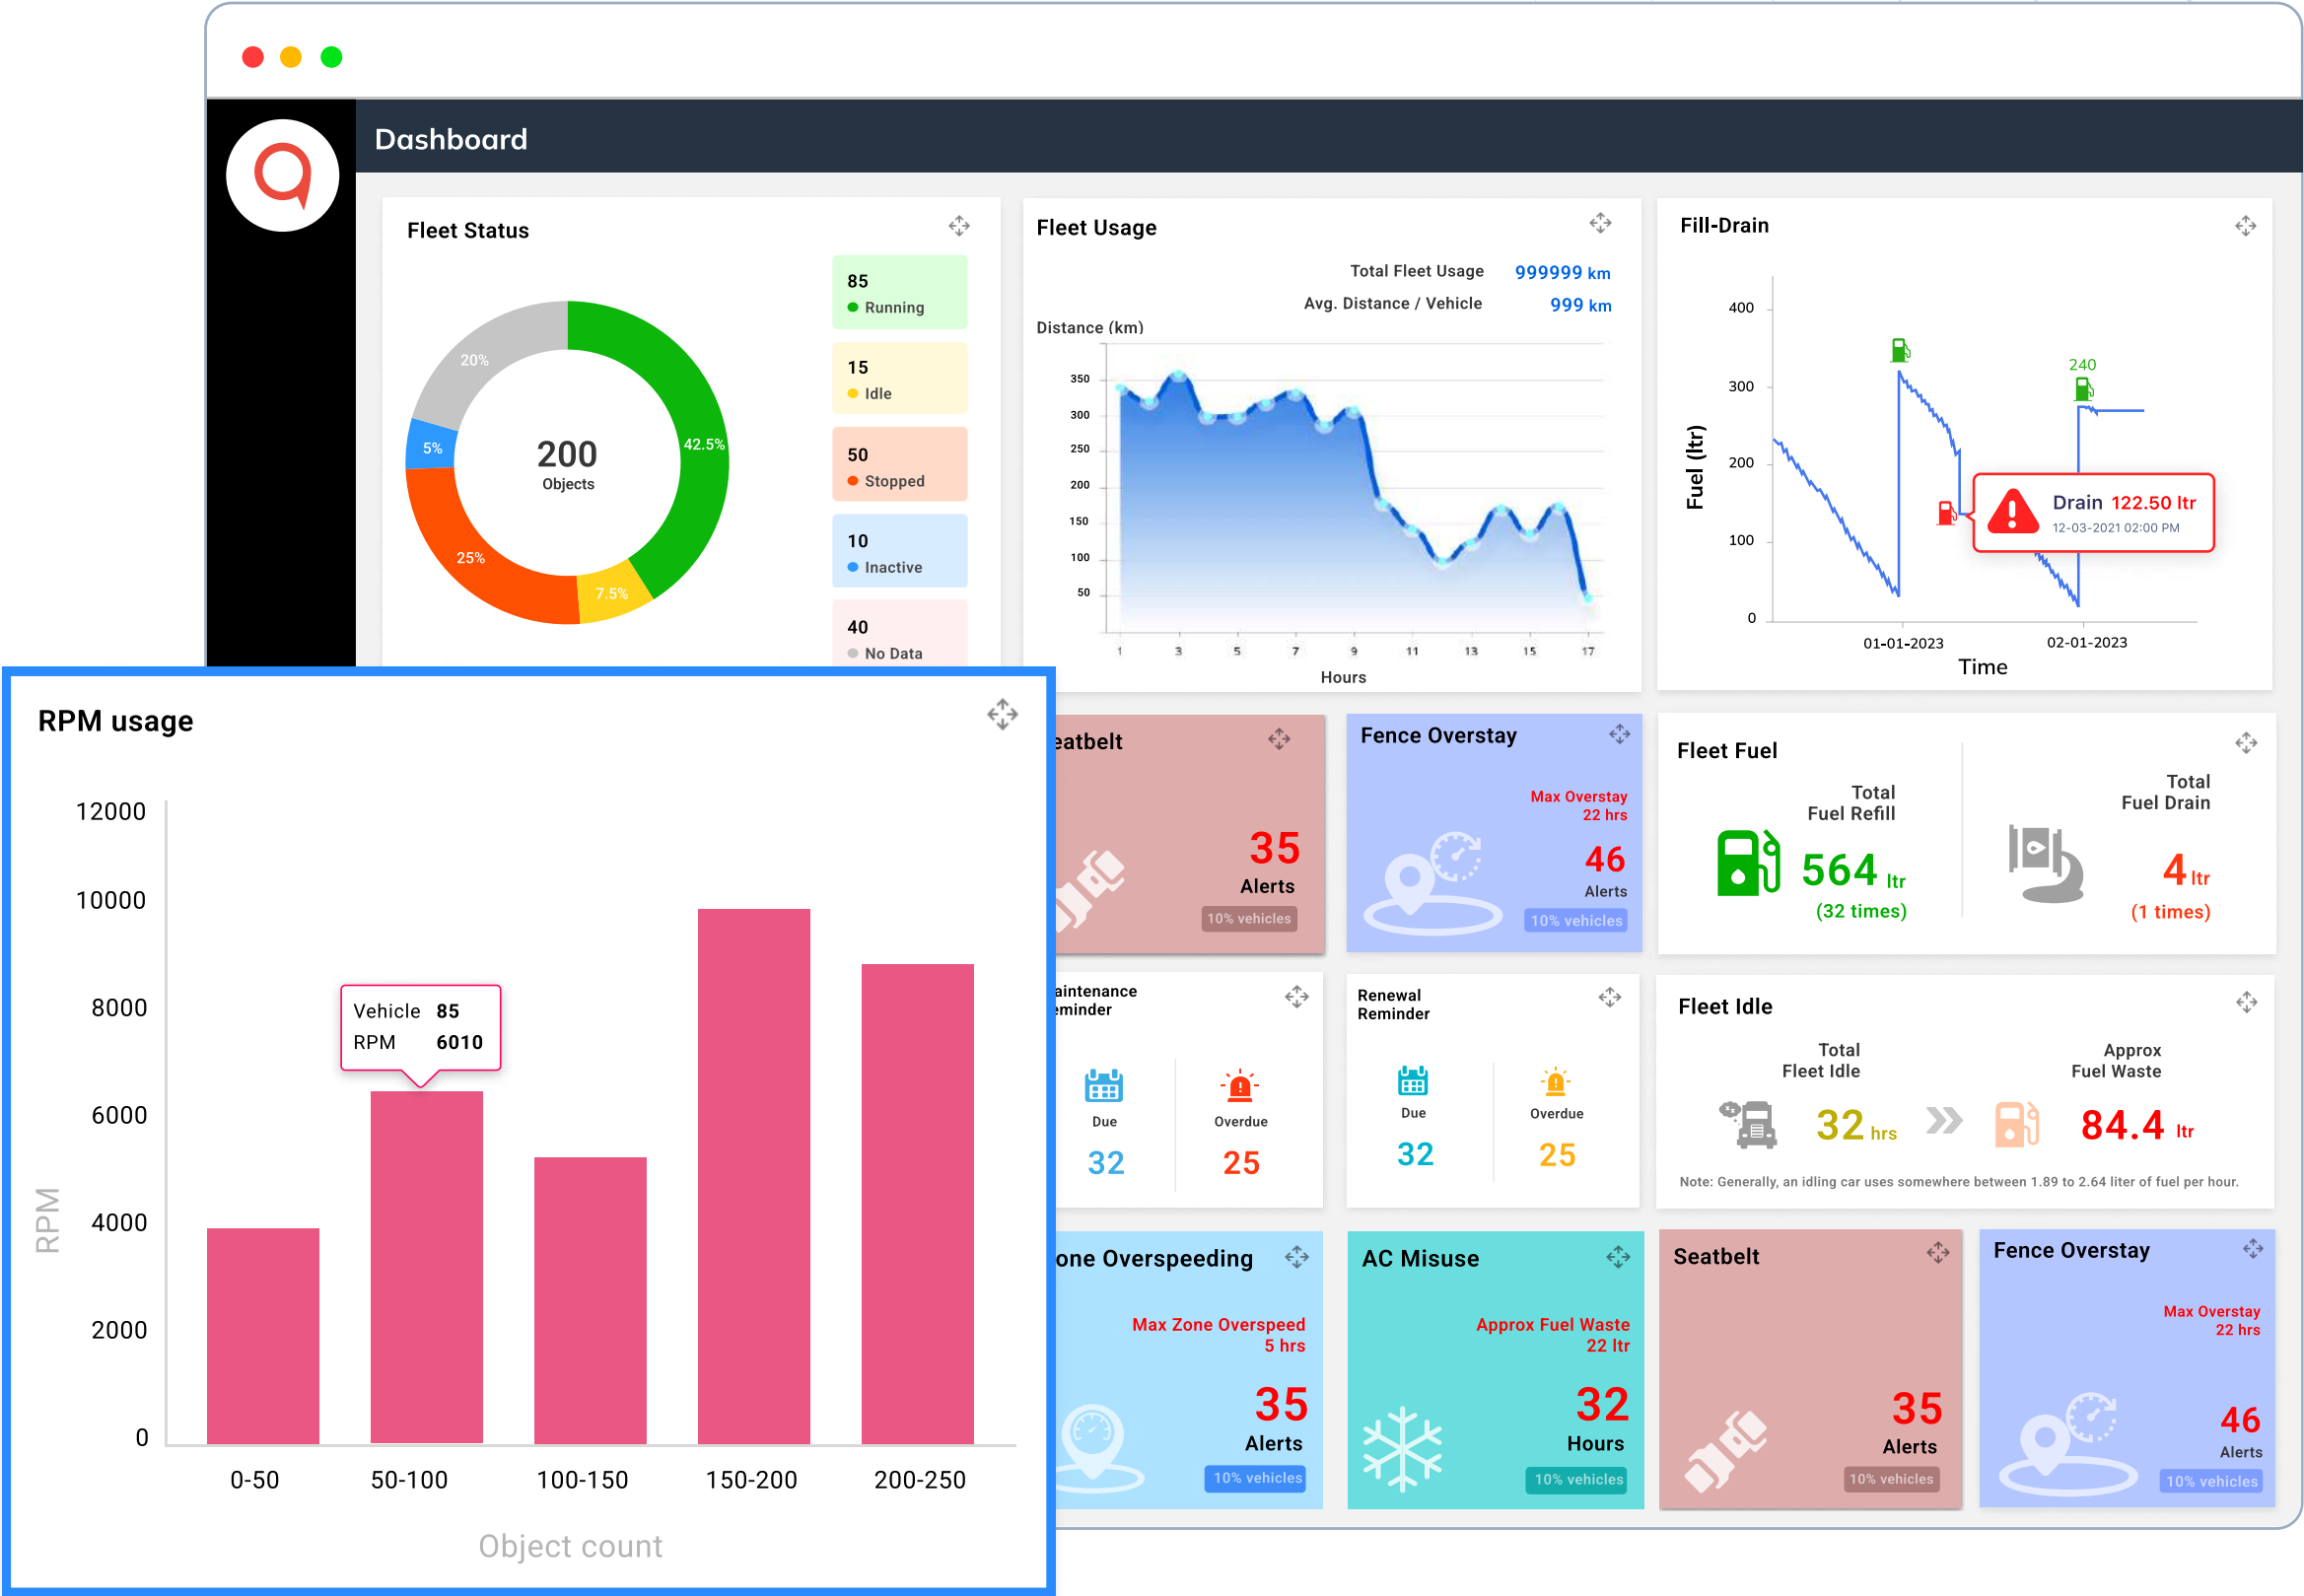 Dashboard
Fleet Status
85
Running
15
Idle
50
Stopped
10
Inactive
40
No Data
20%
5%
42.5%
25%
7.5%
200
Objects
Fleet Usage
Total Fleet Usage 999999 km
Avg. Distance / Vehicle 999 km
Distance (km)
350
300
250
200
150
100
50
1 3 5 7 9 11 13 15 17
Hours
Fill-Drain
400
300
200
100
0
Fuel (ltr)
240
Drain 122.50 ltr
12-03-2021 02:00 PM
01-01-2023 02-01-2023
Time
RPM usage
12000
10000
8000
6000
4000
2000
0
RPM
Vehicle 85
RPM 6010
0-50 50-100 100-150 150-200 200-250
Object count
eatbelt
35
Alerts
10% vehicles
Fence Overstay
Max Overstay
22 hrs
46
Alerts
10% vehicles
Fleet Fuel
Total
Fuel Refill
564 ltr
(32 times)
Total
Fuel Drain
4 ltr
(1 times)
aintenance
eminder
Due
32
Overdue
25
Renewal
Reminder
Due
32
Overdue
25
Fleet Idle
Total
Fleet Idle
32 hrs
Approx
Fuel Waste
84.4 ltr
Note: Generally, an idling car uses somewhere between 1.89 to 2.64 liter of fuel per hour.
one Overspeeding
Max Zone Overspeed
5 hrs
35
Alerts
10% vehicles
AC Misuse
Approx Fuel Waste
22 ltr
32
Hours
10% vehicles
Seatbelt
35
Alerts
10% vehicles
Fence Overstay
Max Overstay
22 hrs
46
Alerts
10% vehicles